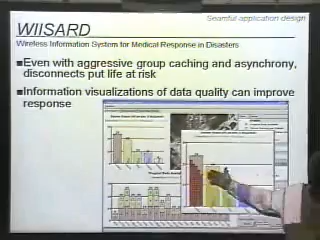 Seamful application design
WIISARD
Wireless Information System for Medical Response in Disasters
Even with aggressive group caching and asynchrony,
disconnects put life at risk
Information visualizations of data quality can improve
response